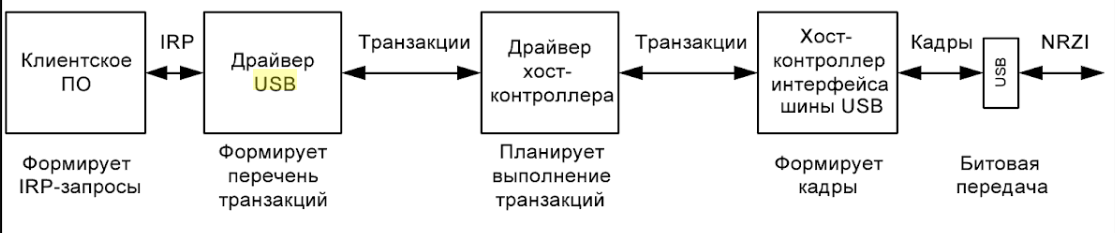 IRP
Транзакции
Транзакции
Кадры
NRZI
Клиентское
ПО
Драйвер
USB
Драйвер
хост-
контроллера
Хост-
контроллер
интерфейса
шины USB
USB
Формирует
IRP-запросы
Формирует
перечень
транзакций
Планирует
выполнение
транзакций
Формирует
кадры
Битовая
передача